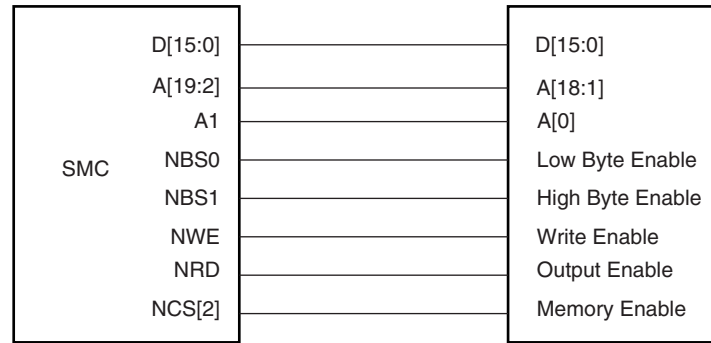 D[15:0] D[15:0]
A[19:2] A[18:1]
A1 A[0]
NBS0 Low Byte Enable
SMC
NBS1 High Byte Enable
NWE Write Enable
NRD Output Enable
NCS[2] Memory Enable